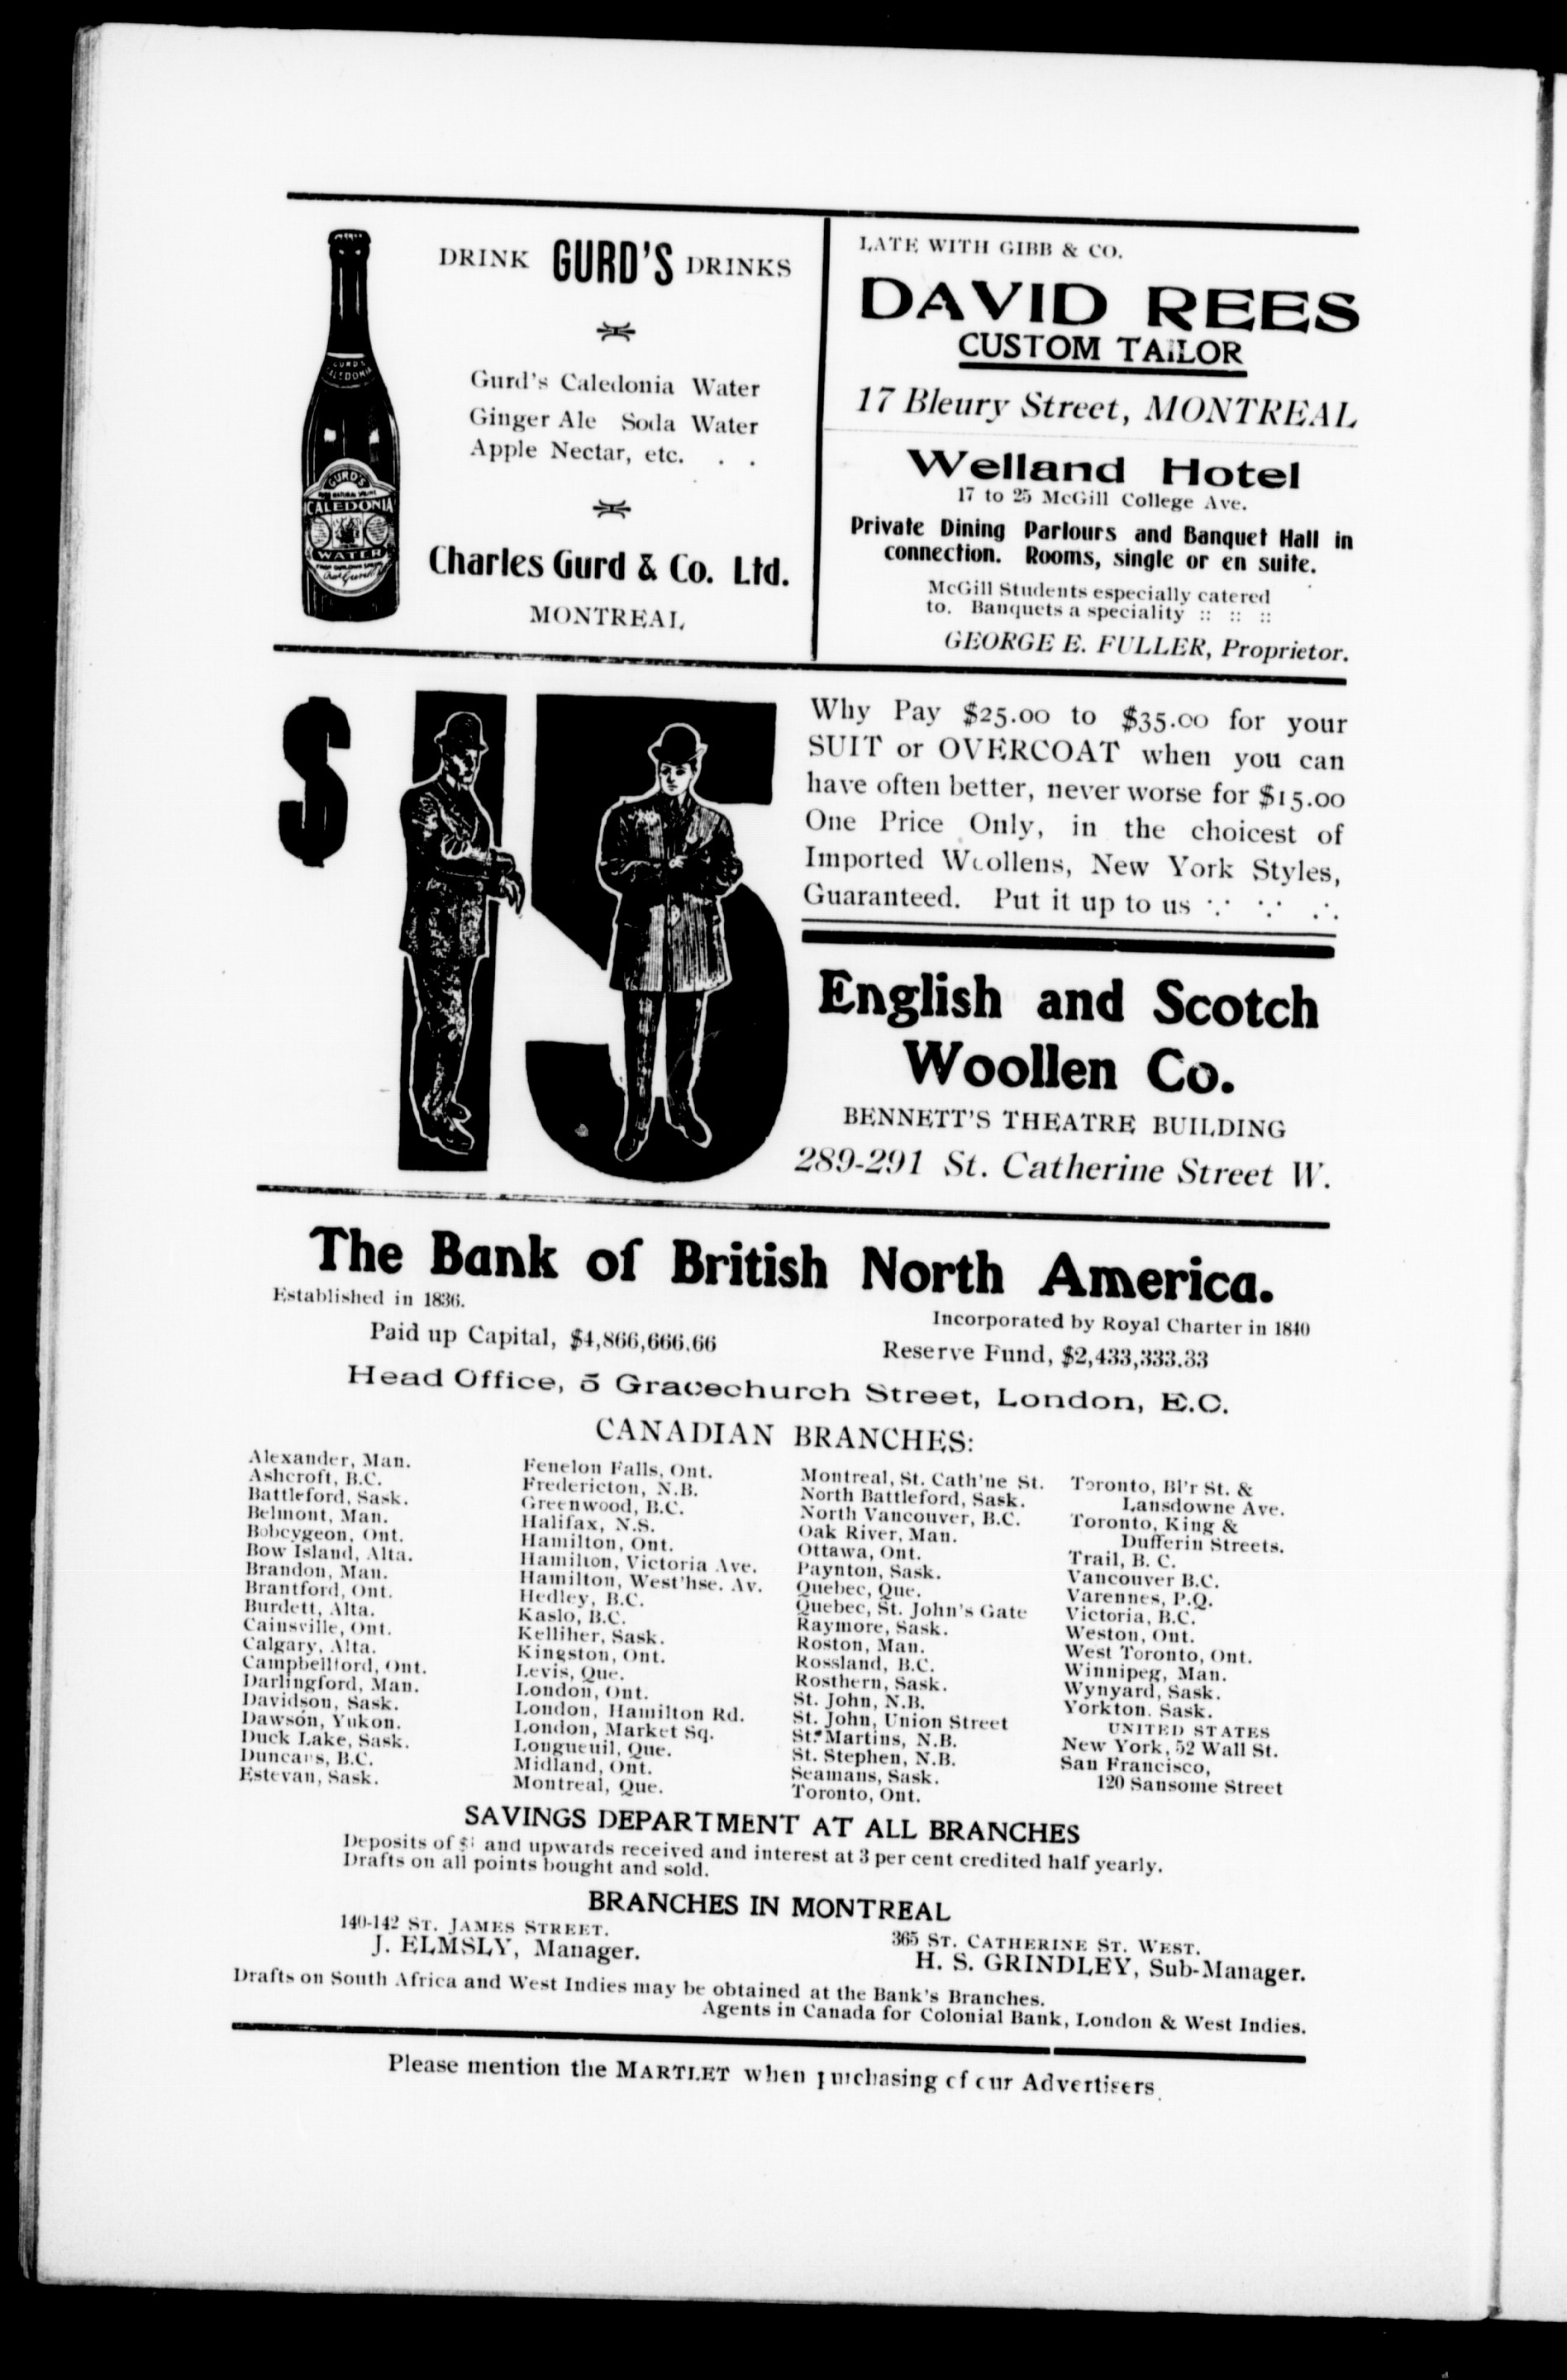 DRINK GURD'S DRINKS
Gurd's Caledonia Water
Ginger Ale Soda Water
Apple Nectar, etc. . .
Charles Gurd & Co. Ltd.
MONTREAL
GURD'S
CALEDONIA
GURD'S
CALEDONIA
WATER
LATE WITH GIBB & CO.
DAVID REES
CUSTOM TAILOR
17 Bleury Street, MONTREAL
Welland Hotel
17 to 25 McGill College Ave.
Private Dining Parlours and Banquet Hall in
connection. Rooms, single or en suite.
McGill Students especially catered
to. Banquets a speciality :: :: ::
GEORGE E. FULLER, Proprietor.
$15
Why Pay $25.00 to $35.00 for your
SUIT or OVERCOAT when you can
have often better, never worse for $15.00
One Price Only, in the choicest of
Imported Woollens, New York Styles,
Guaranteed. Put it up to us ∵ ∵ ∴
English and Scotch
Woollen Co.
BENNETT'S THEATRE BUILDING
289-291 St. Catherine Street W.
The Bank of British North America.
Established in 1836.
Incorporated by Royal Charter in 1840
Paid up Capital, $4,866,666.66
Reserve Fund, $2,433,333.33
Head Office, 5 Gracechurch Street, London, E.C.
CANADIAN BRANCHES:
Alexander, Man.
Ashcroft, B.C.
Battleford, Sask.
Belmont, Man.
Bobcygeon, Ont.
Bow Island, Alta.
Brandon, Man.
Brantford, Ont.
Burdett, Alta.
Cainsville, Ont.
Calgary, Alta.
Campbellford, Ont.
Darlingford, Man.
Davidson, Sask.
Dawson, Yukon.
Duck Lake, Sask.
Duncans, B.C.
Estevan, Sask.
Fenelon Falls, Ont.
Fredericton, N.B.
Greenwood, B.C.
Halifax, N.S.
Hamilton, Ont.
Hamilton, Victoria Ave.
Hamilton, West'hse. Av.
Hedley, B.C.
Kaslo, B.C.
Kelliher, Sask.
Kingston, Ont.
Levis, Que.
London, Ont.
London, Hamilton Rd.
London, Market Sq.
Longueuil, Que.
Midland, Ont.
Montreal, Que.
Montreal, St. Cath'ne St.
North Battleford, Sask.
North Vancouver, B.C.
Oak River, Man.
Ottawa, Ont.
Paynton, Sask.
Quebec, Que.
Quebec, St. John's Gate
Raymore, Sask.
Roston, Man.
Rossland, B.C.
Rosthern, Sask.
St. John, N.B.
St. John, Union Street
St. Martins, N.B.
St. Stephen, N.B.
Seamans, Sask.
Toronto, Ont.
Toronto, Bl'r St. &
Lansdowne Ave.
Toronto, King &
Dufferin Streets.
Trail, B. C.
Vancouver B.C.
Varennes, P.Q.
Victoria, B.C.
Weston, Ont.
West Toronto, Ont.
Winnipeg, Man.
Wynyard, Sask.
Yorkton. Sask.
UNITED STATES
New York, 52 Wall St.
San Francisco,
120 Sansome Street
SAVINGS DEPARTMENT AT ALL BRANCHES
Deposits of $1 and upwards received and interest at 3 per cent credited half yearly.
Drafts on all points bought and sold.
BRANCHES IN MONTREAL
140-142 ST. JAMES STREET.
J. ELMSLY, Manager.
365 ST. CATHERINE ST. WEST.
H. S. GRINDLEY, Sub-Manager.
Drafts on South Africa and West Indies may be obtained at the Bank's Branches.
Agents in Canada for Colonial Bank, London & West Indies.
Please mention the MARTLET when purchasing of our Advertisers.